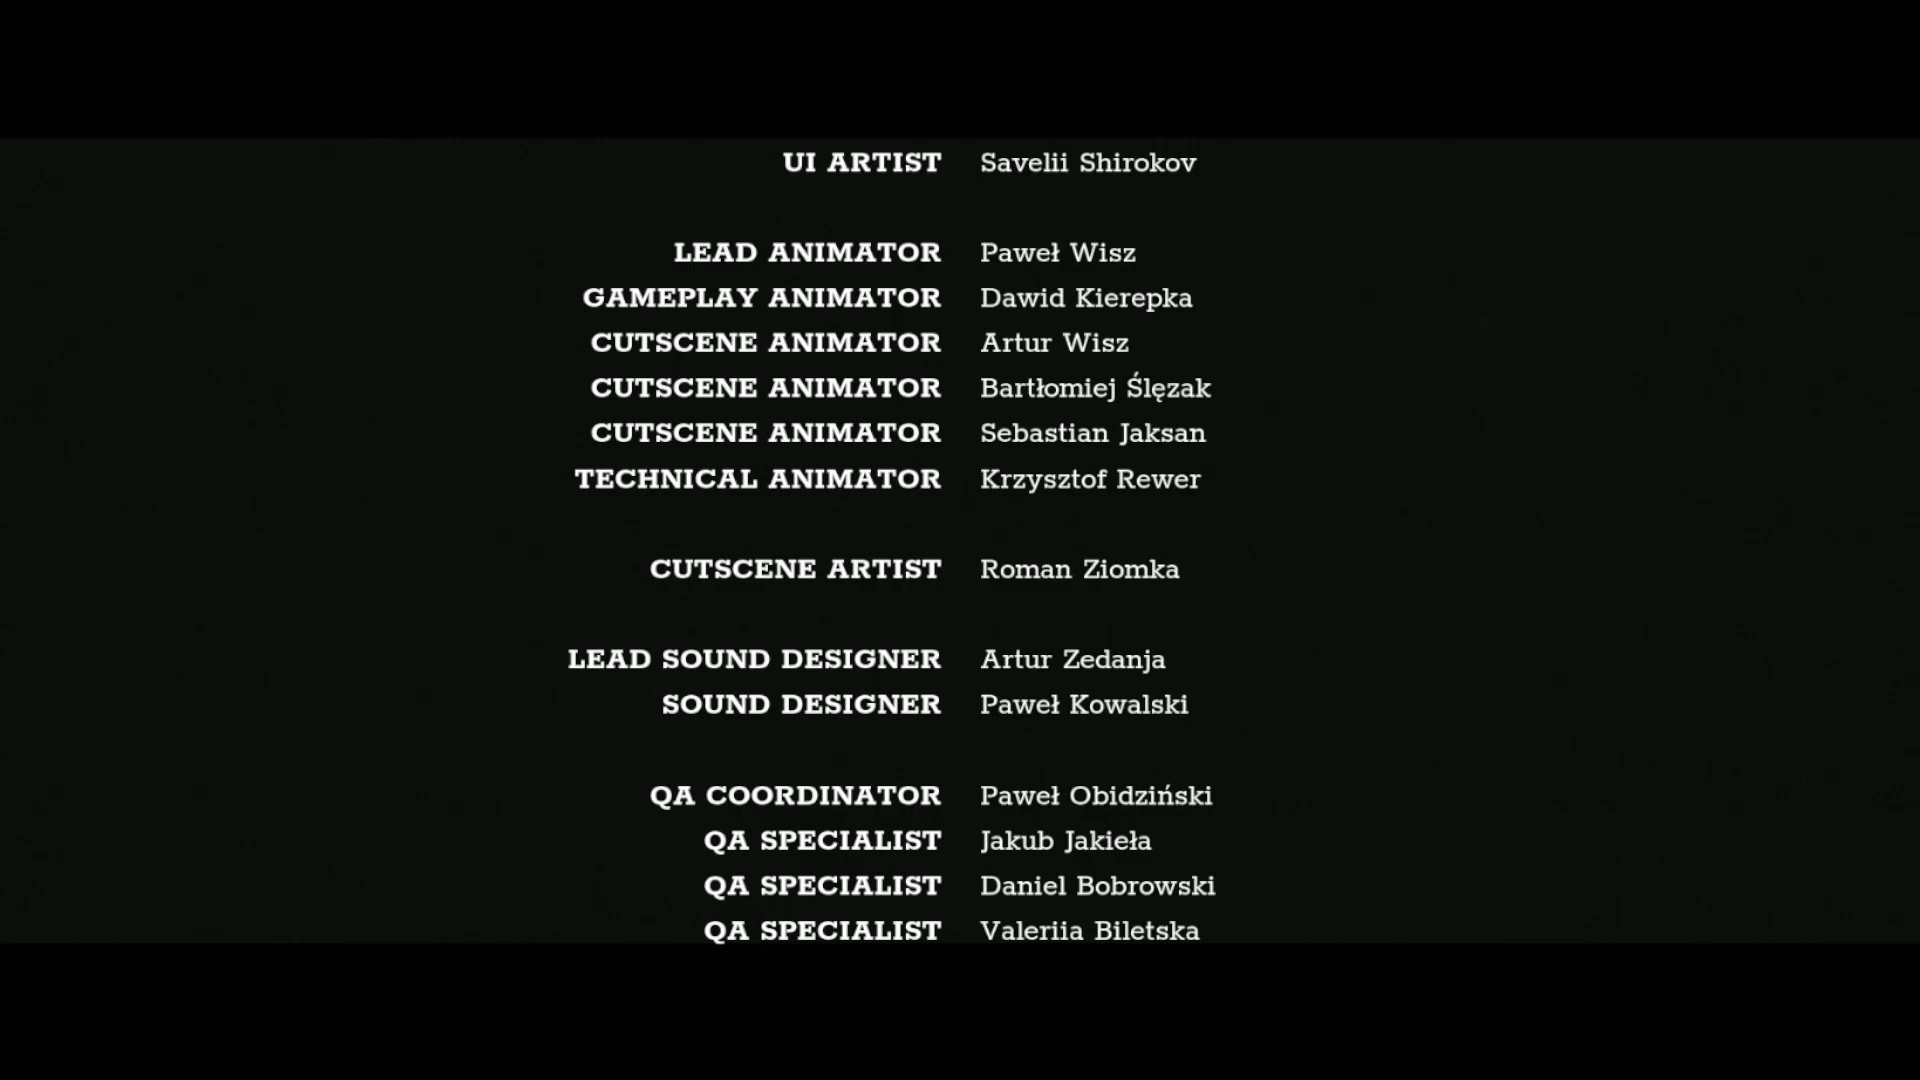 UI ARTIST Savelii Shirokov
LEAD ANIMATOR Paweł Wisz
GAMEPLAY ANIMATOR Dawid Kierepka
CUTSCENE ANIMATOR Artur Wisz
CUTSCENE ANIMATOR Bartłomiej Ślęzak
CUTSCENE ANIMATOR Sebastian Jaksan
TECHNICAL ANIMATOR Krzysztof Rewer
CUTSCENE ARTIST Roman Ziomka
LEAD SOUND DESIGNER Artur Zedanja
SOUND DESIGNER Paweł Kowalski
QA COORDINATOR Paweł Obidziński
QA SPECIALIST Jakub Jakieła
QA SPECIALIST Daniel Bobrowski
QA SPECIALIST Valeriia Biletska